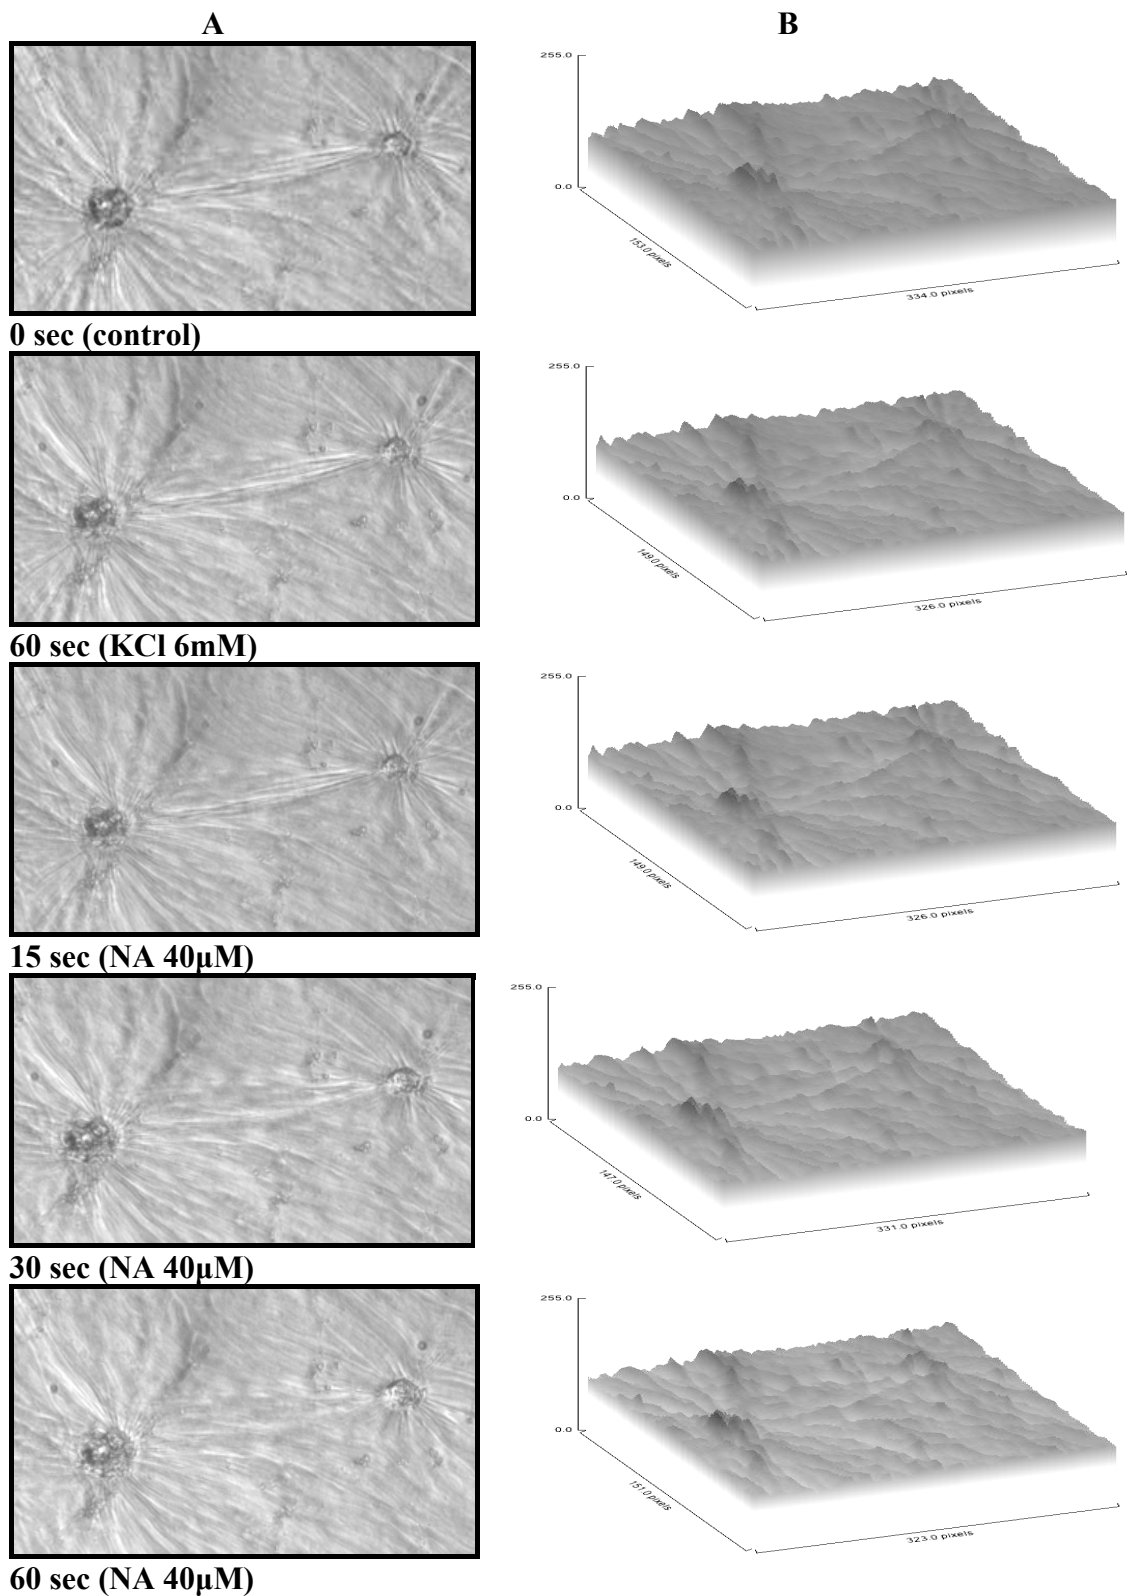 A
B
255.0
0.0
153.0 pixels
334.0 pixels
0 sec (control)
255.0
0.0
149.0 pixels
326.0 pixels
60 sec (KCl 6mM)
255.0
0.0
149.0 pixels
326.0 pixels
15 sec (NA 40μM)
255.0
0.0
147.0 pixels
331.0 pixels
30 sec (NA 40μM)
255.0
0.0
151.0 pixels
323.0 pixels
60 sec (NA 40μM)